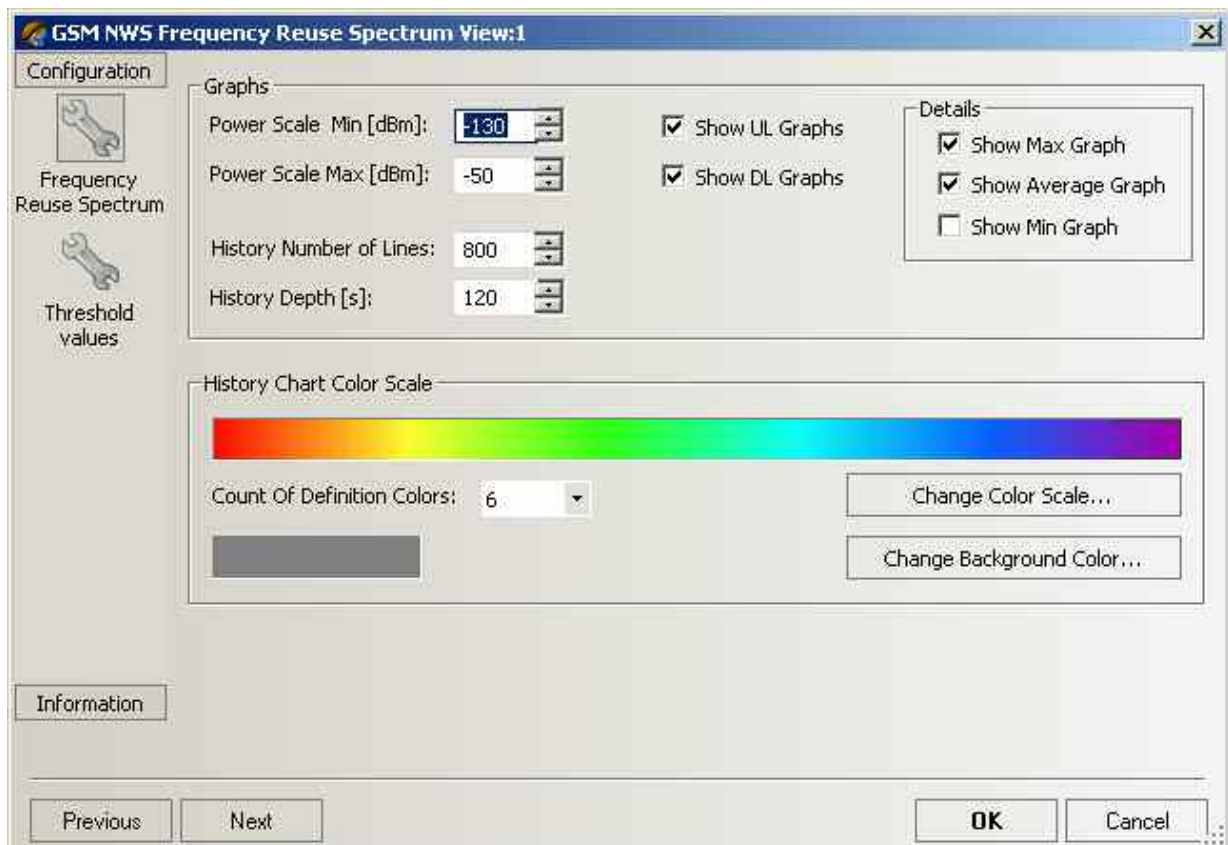 GSM NWS Frequency Reuse Spectrum View:1
Configuration
Frequency
Reuse Spectrum
Threshold
values
Information
Graphs
Power Scale Min [dBm]: -130
Power Scale Max [dBm]: -50
History Number of Lines: 800
History Depth [s]: 120
Show UL Graphs
Show DL Graphs
Details
Show Max Graph
Show Average Graph
Show Min Graph
History Chart Color Scale
Count Of Definition Colors: 6
Change Color Scale...
Change Background Color...
Previous
Next
OK
Cancel